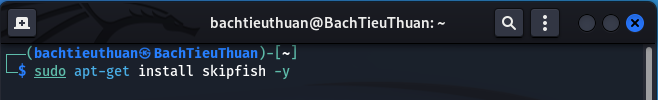 bachtieuthuan@BachTieuThuan: ~
┌──(bachtieuthuan㉿BachTieuThuan)-[~]
└─$ sudo apt-get install skipfish -y